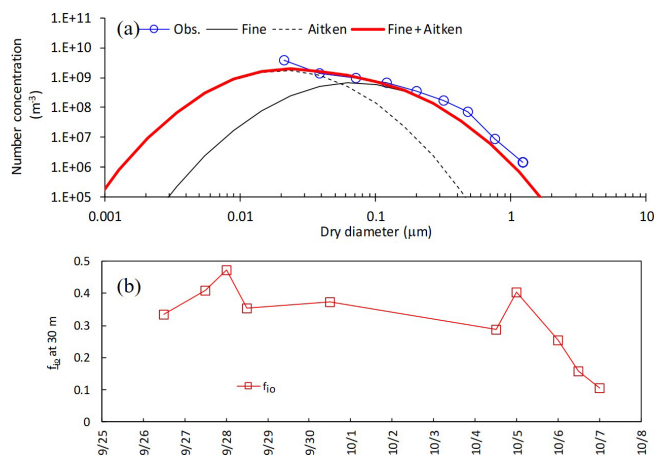 (a) Obs. Fine Aitken Fine+Aitken
Number concentration
(m⁻³)
1.E+11
1.E+10
1.E+09
1.E+08
1.E+07
1.E+06
1.E+05
0.001 0.01 0.1 1 10
Dry diameter (μm)
(b)
f_io at 30 m
0.5
0.4
0.3
0.2
0.1
0
f_io
9/25 9/26 9/27 9/28 9/29 9/30 10/1 10/2 10/3 10/4 10/5 10/6 10/7 10/8